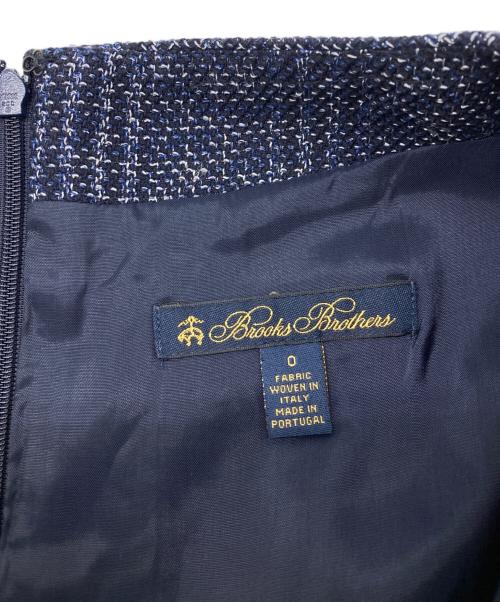 Brooks Brothers
0
FABRIC
WOVEN IN
ITALY
MADE IN
PORTUGAL